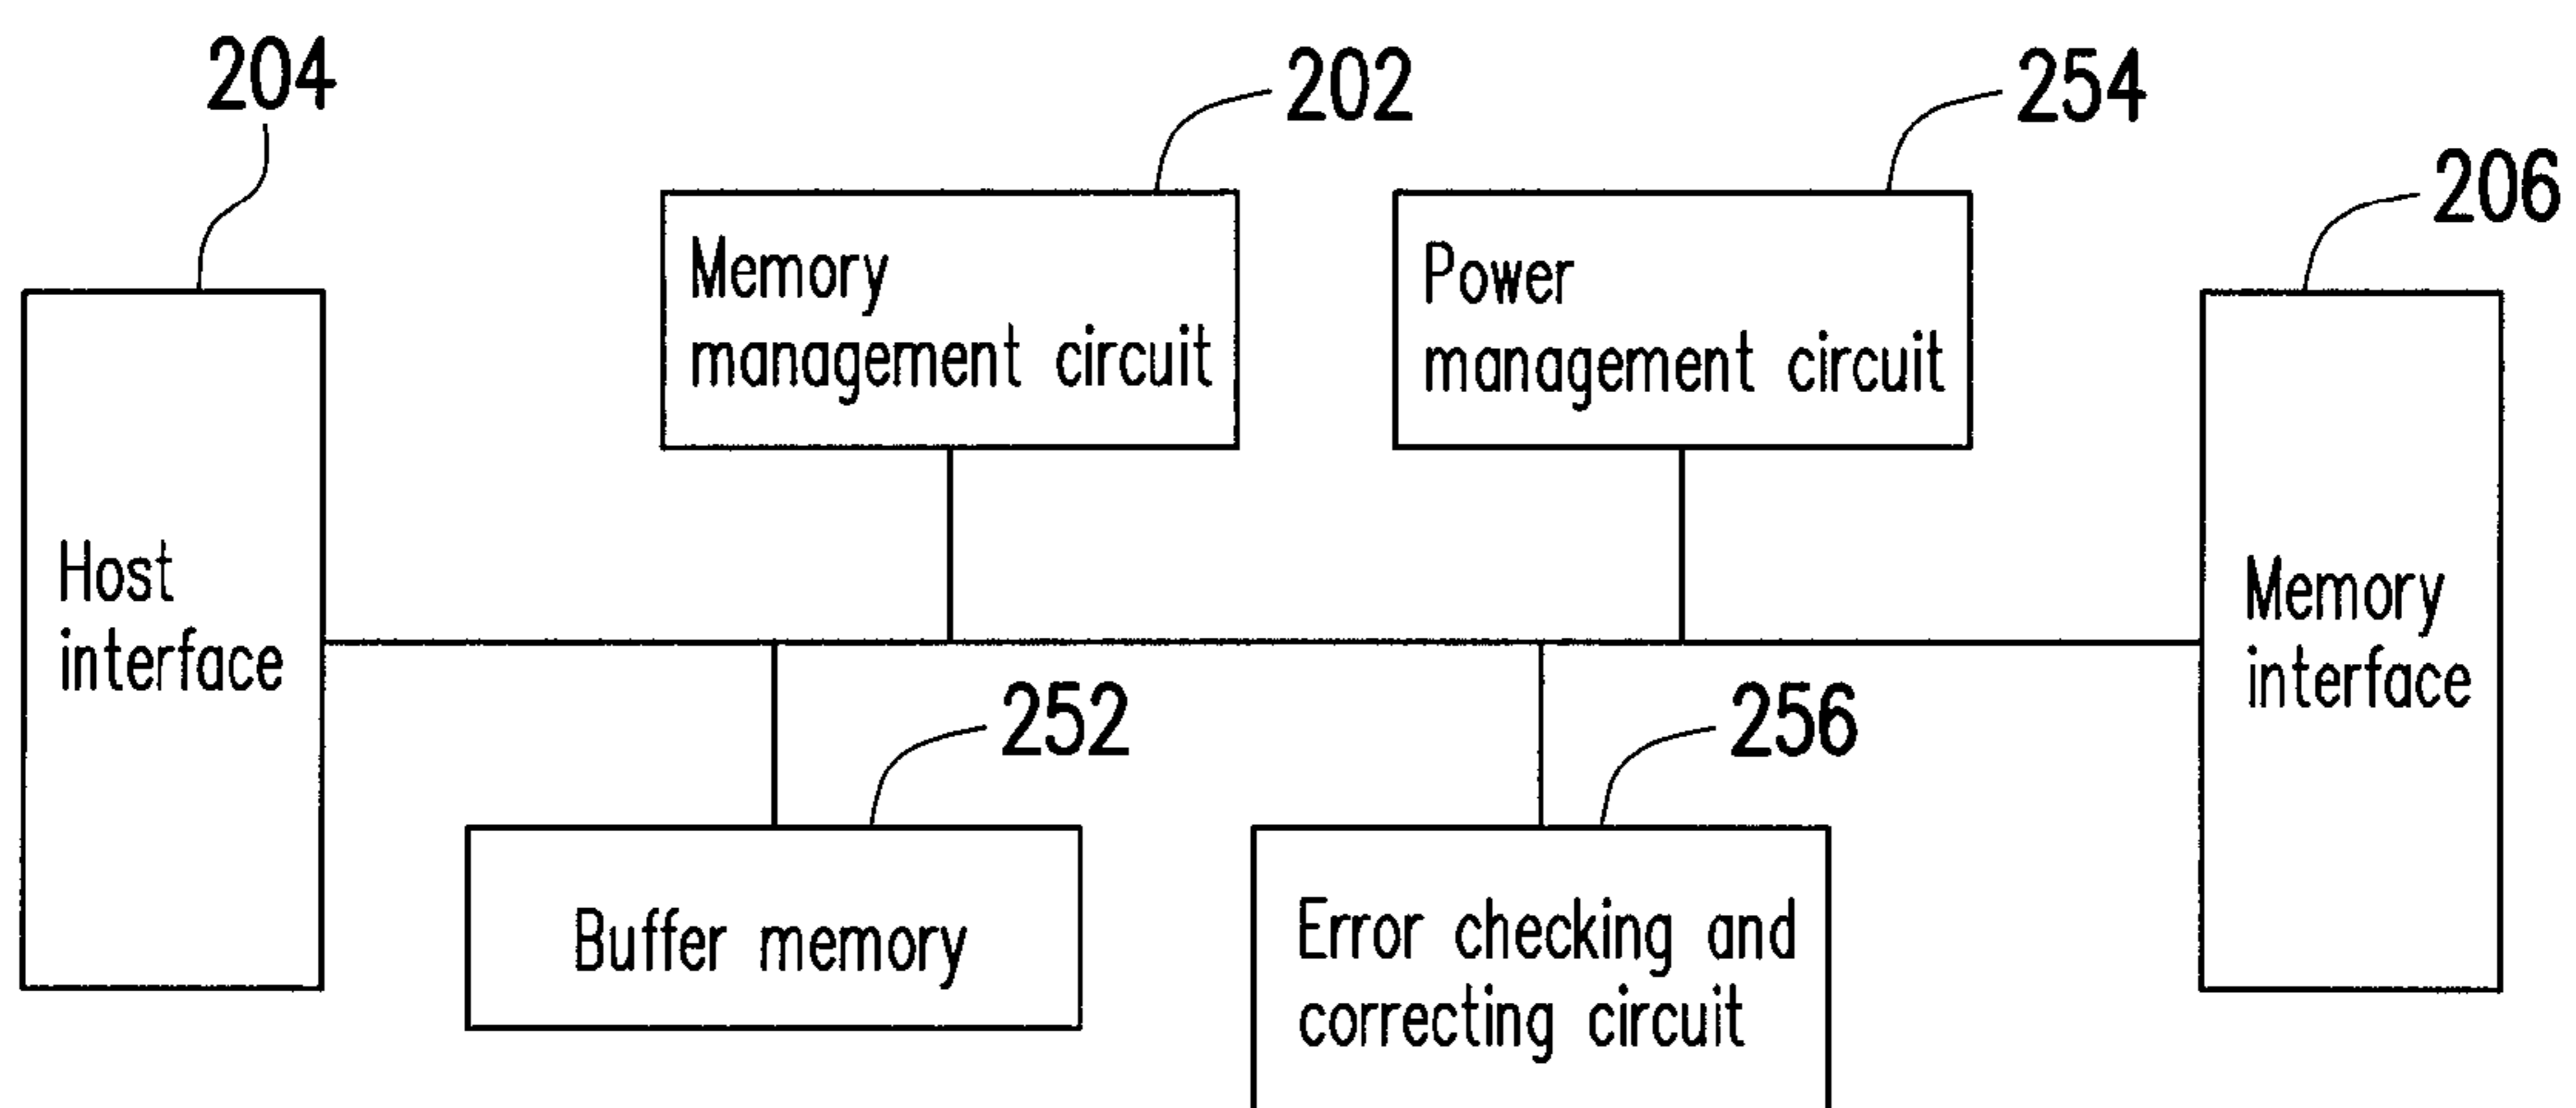 204
202
254
206
Memory
management circuit
Power
management circuit
Host
interface
Memory
interface
252
256
Buffer memory
Error checking and
correcting circuit